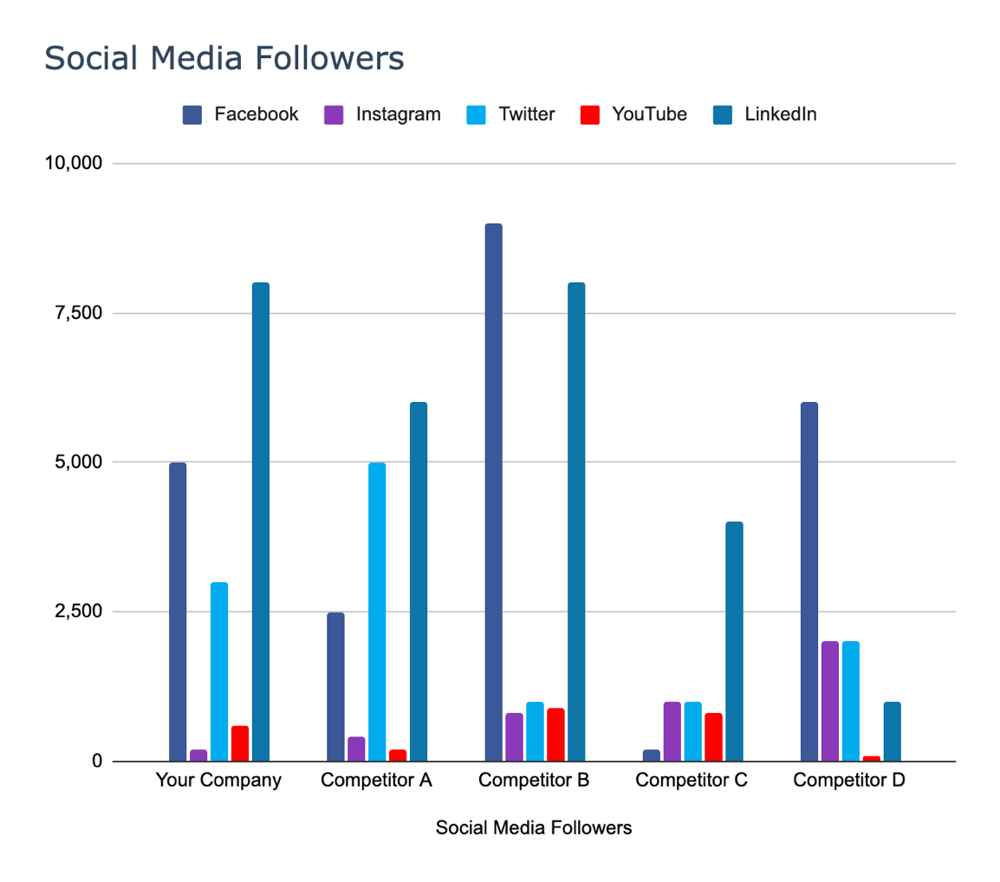 Social Media Followers
Facebook Instagram Twitter YouTube LinkedIn
10,000
7,500
5,000
2,500
0
Your Company Competitor A Competitor B Competitor C Competitor D
Social Media Followers